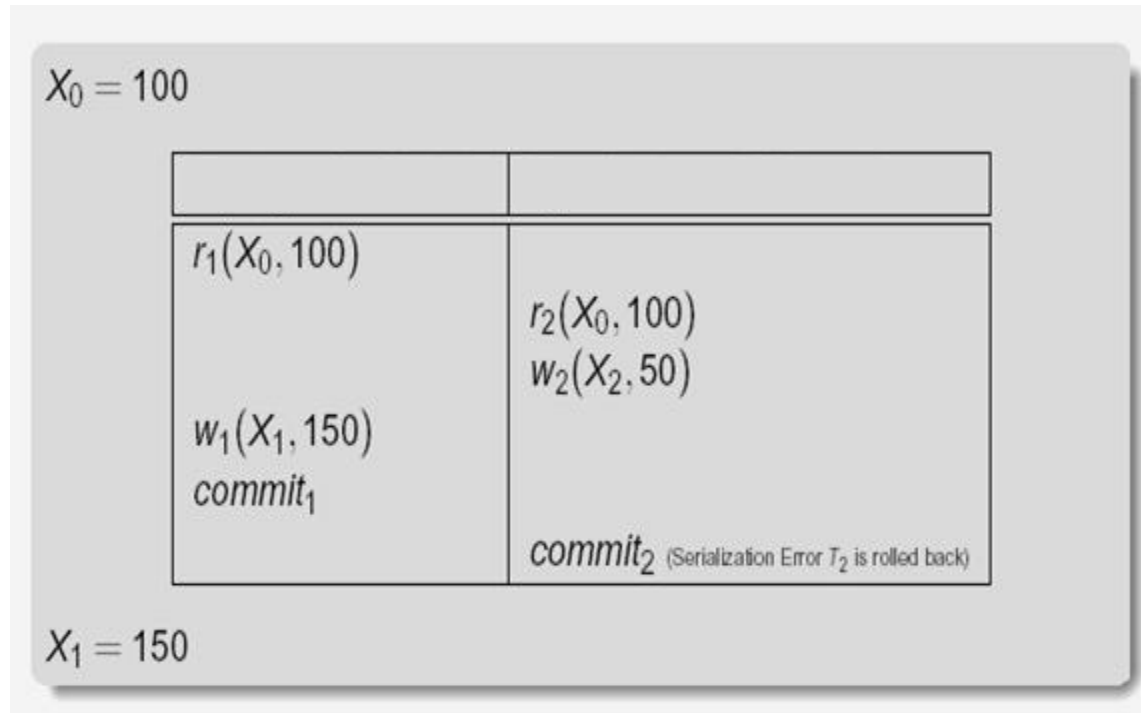 X₀ = 100
r₁(X₀, 100)
r₂(X₀, 100)
w₂(X₂, 50)
w₁(X₁, 150)
commit₁
commit₂ (Serialization Error T₂ is rolled back)
X₁ = 150